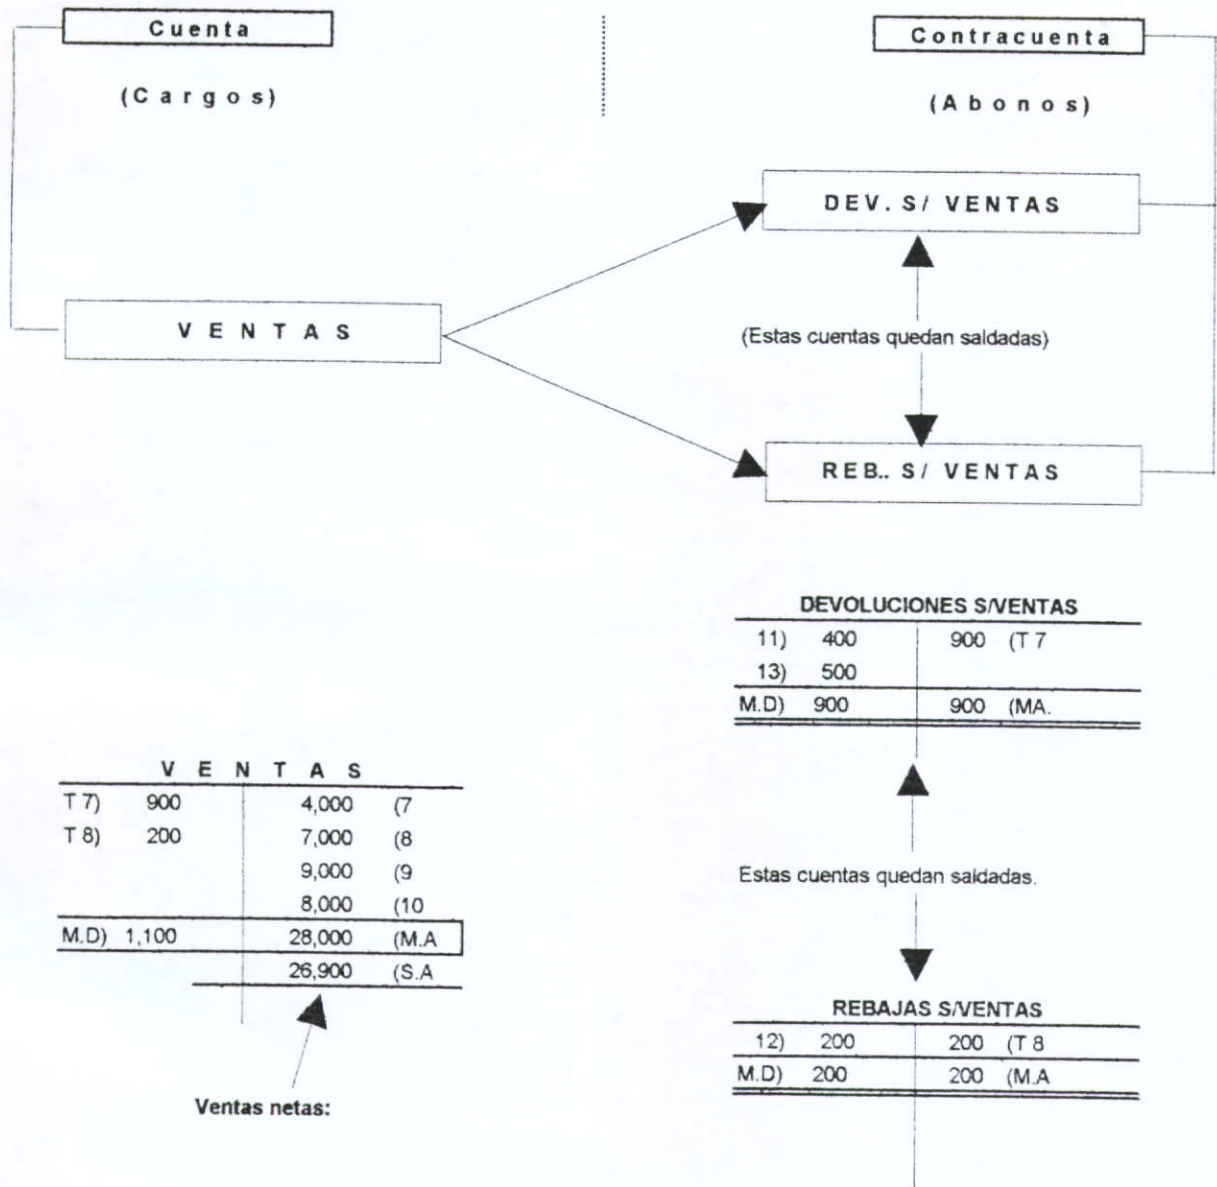 Cuenta
Contracuenta
(Cargos)
(Abonos)
DEV. S/ VENTAS
VENTAS
(Estas cuentas quedan saldadas)
REB.. S/ VENTAS
DEVOLUCIONES S/VENTAS
11) 400 900 (T 7
13) 500
M.D) 900 900 (MA.
VENTAS
T 7) 900 4,000 (7
T 8) 200 7,000 (8
9,000 (9
8,000 (10
M.D) 1,100 28,000 (M.A
26,900 (S.A
Estas cuentas quedan saldadas.
REBAJAS S/VENTAS
12) 200 200 (T 8
M.D) 200 200 (M.A
Ventas netas: